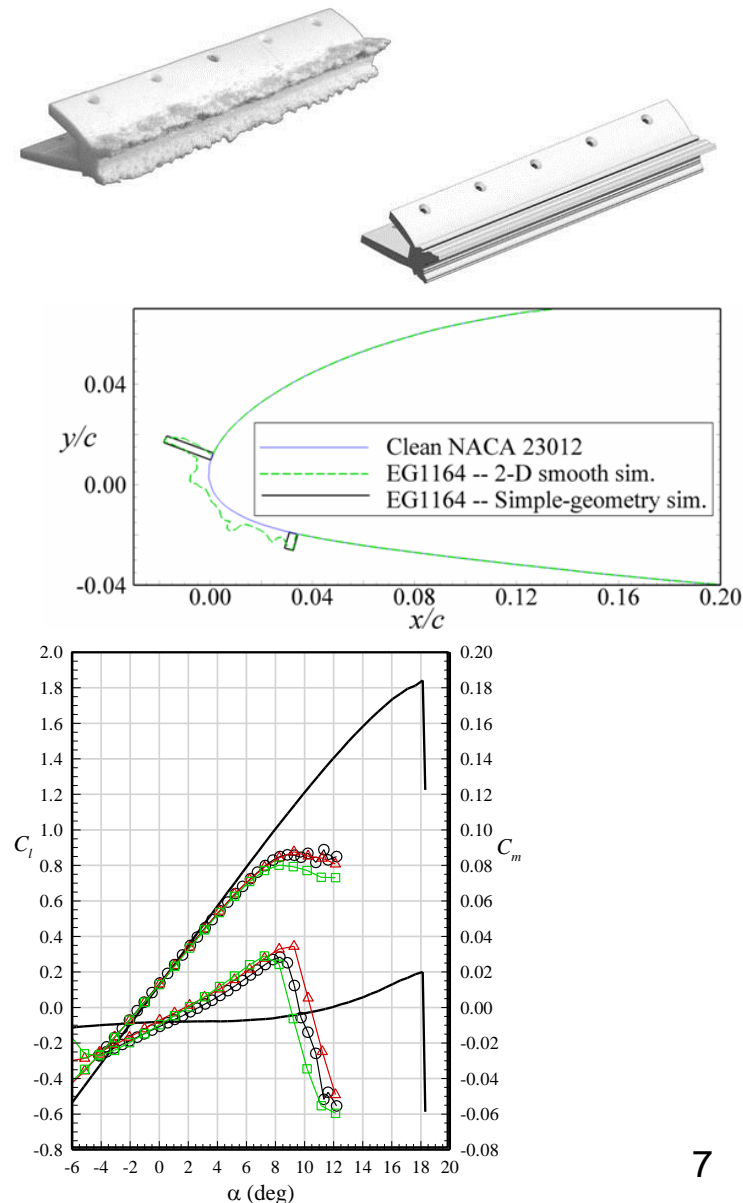 0.04
y/c
0.00
-0.04
Clean NACA 23012
EG1164 -- 2-D smooth sim.
EG1164 -- Simple-geometry sim.
0.00 0.04 0.08 0.12 0.16 0.20
x/c
2.0 0.20
1.8 0.18
1.6 0.16
1.4 0.14
1.2 0.12
1.0 0.10
C_l C_m
0.8 0.08
0.6 0.06
0.4 0.04
0.2 0.02
0.0 0.00
-0.2 -0.02
-0.4 -0.04
-0.6 -0.06
-0.8 -0.08
-6 -4 -2 0 2 4 6 8 10 12 14 16 18 20
α (deg)
7